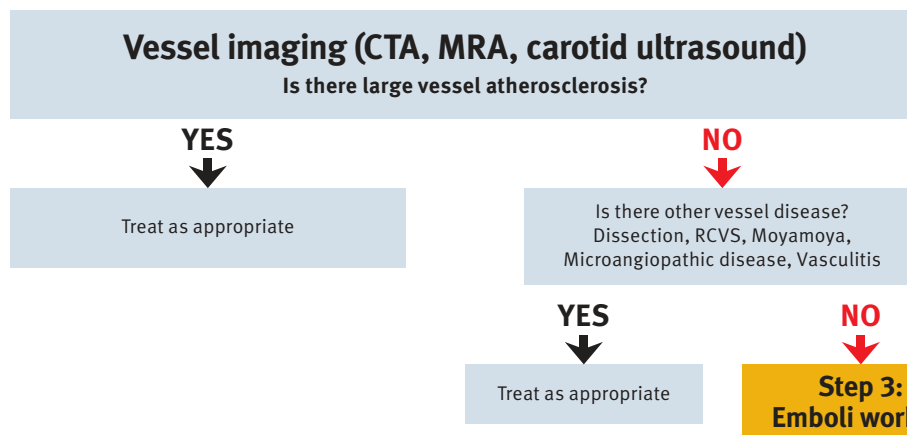 Vessel imaging (CTA, MRA, carotid ultrasound)
Is there large vessel atherosclerosis?
YES
NO
Treat as appropriate
Is there other vessel disease?
Dissection, RCVS, Moyamoya,
Microangiopathic disease, Vasculitis
YES
NO
Treat as appropriate
Step 3:
Emboli